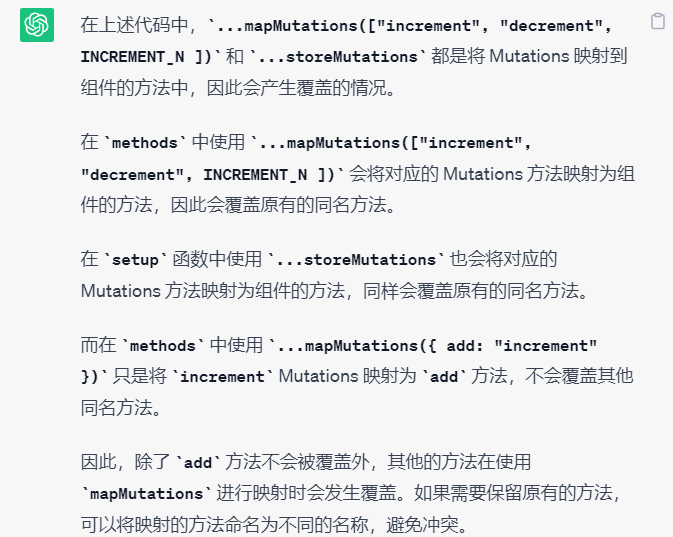 在上述代码中，`...mapMutations(["increment", "decrement",
INCREMENT_N ])` 和 `...storeMutations` 都是将 Mutations 映射到
组件的方法中，因此会产生覆盖的情况。
在 `methods` 中使用 `...mapMutations(["increment",
"decrement", INCREMENT_N ])` 会将对应的 Mutations 方法映射为组
件的方法，因此会覆盖原有的同名方法。
在 `setup` 函数中使用 `...storeMutations` 也会将对应的
Mutations 方法映射为组件的方法，同样会覆盖原有的同名方法。
而在 `methods` 中使用 `...mapMutations({ add: "increment"
})` 只是将 `increment` Mutations 映射为 `add` 方法，不会覆盖其他
同名方法。
因此，除了 `add` 方法不会被覆盖外，其他的方法在使用
`mapMutations` 进行映射时会发生覆盖。如果需要保留原有的方法，
可以将映射的方法命名为不同的名称，避免冲突。